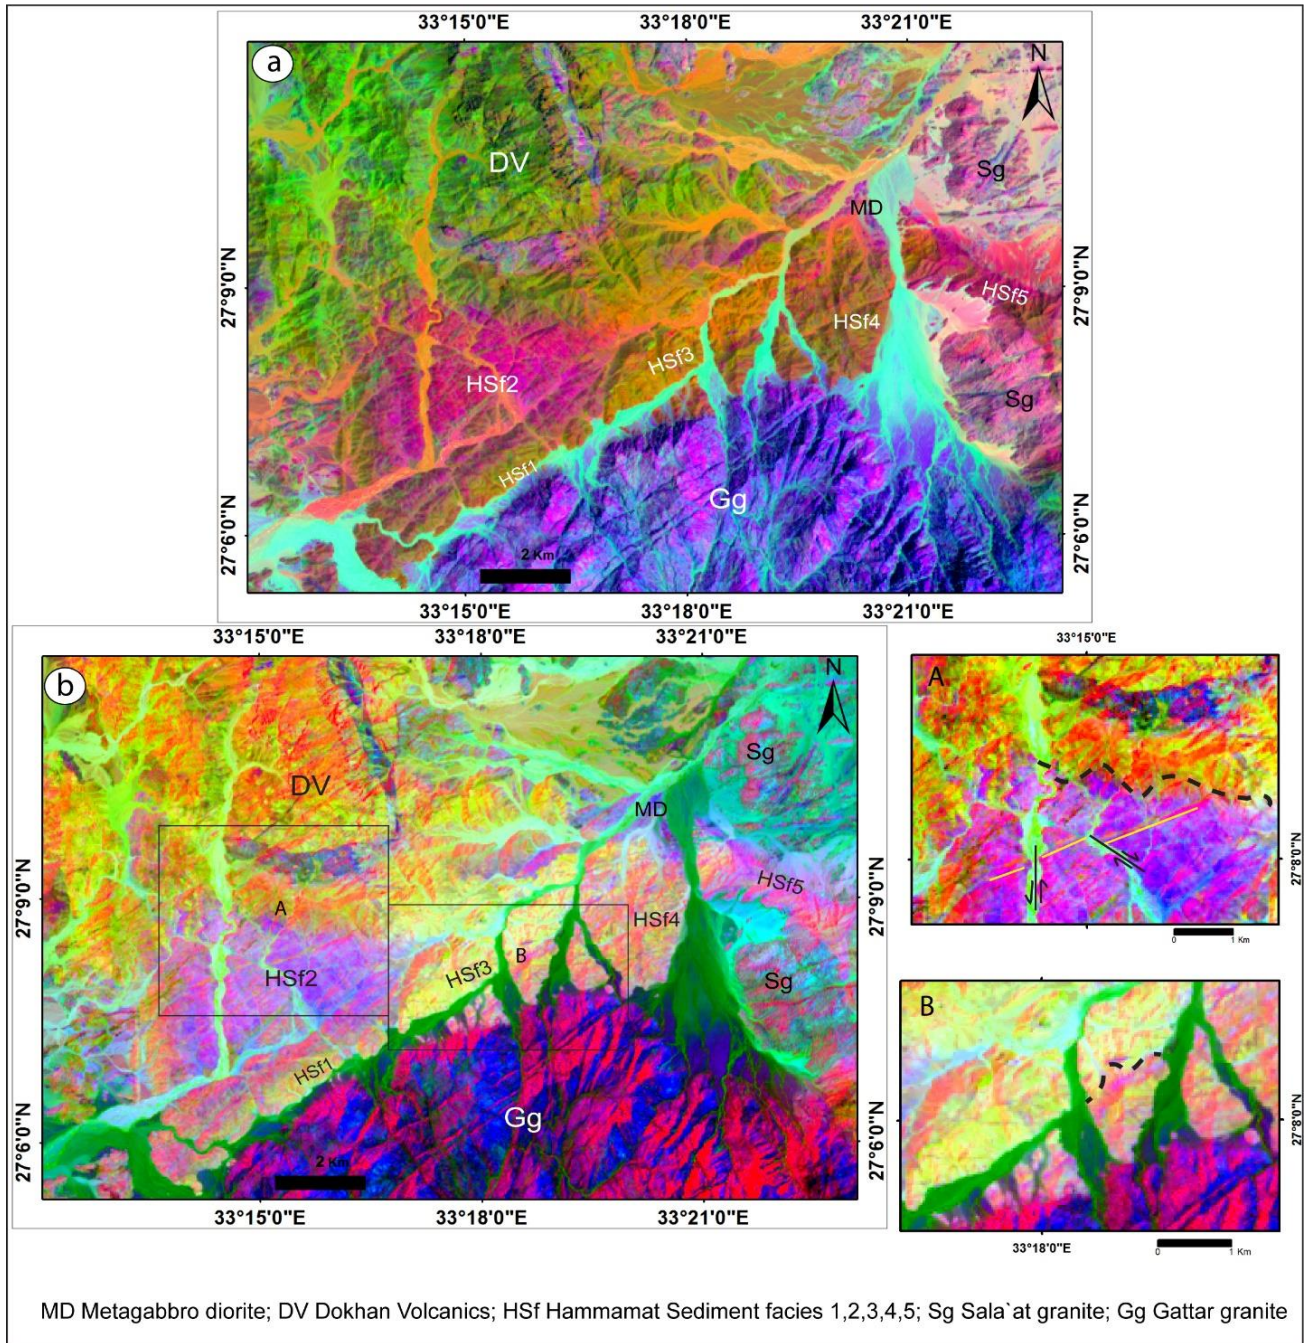 33°15'0"E 33°18'0"E 33°21'0"E
a
N
DV
Sg
MD
27°9'0"N
27°9'0"N
HSf5
HSf4
HSf3
HSf2
Sg
HSf1
Gg
27°6'0"N
27°6'0"N
2 Km
33°15'0"E 33°18'0"E 33°21'0"E
33°15'0"E 33°18'0"E 33°21'0"E
b
N
Sg
DV
MD
27°9'0"N
27°9'0"N
HSf5
A
HSf4
B
HSf3
HSf2
Sg
HSf1
Gg
27°6'0"N
27°6'0"N
2 Km
33°15'0"E 33°18'0"E 33°21'0"E
33°15'0"E
A
27°8'0"N
0 1 Km
B
27°8'0"N
33°18'0"E
0 1 Km
MD Metagabbro diorite; DV Dokhan Volcanics; HSf Hammamat Sediment facies 1,2,3,4,5; Sg Sala`at granite; Gg Gattar granite